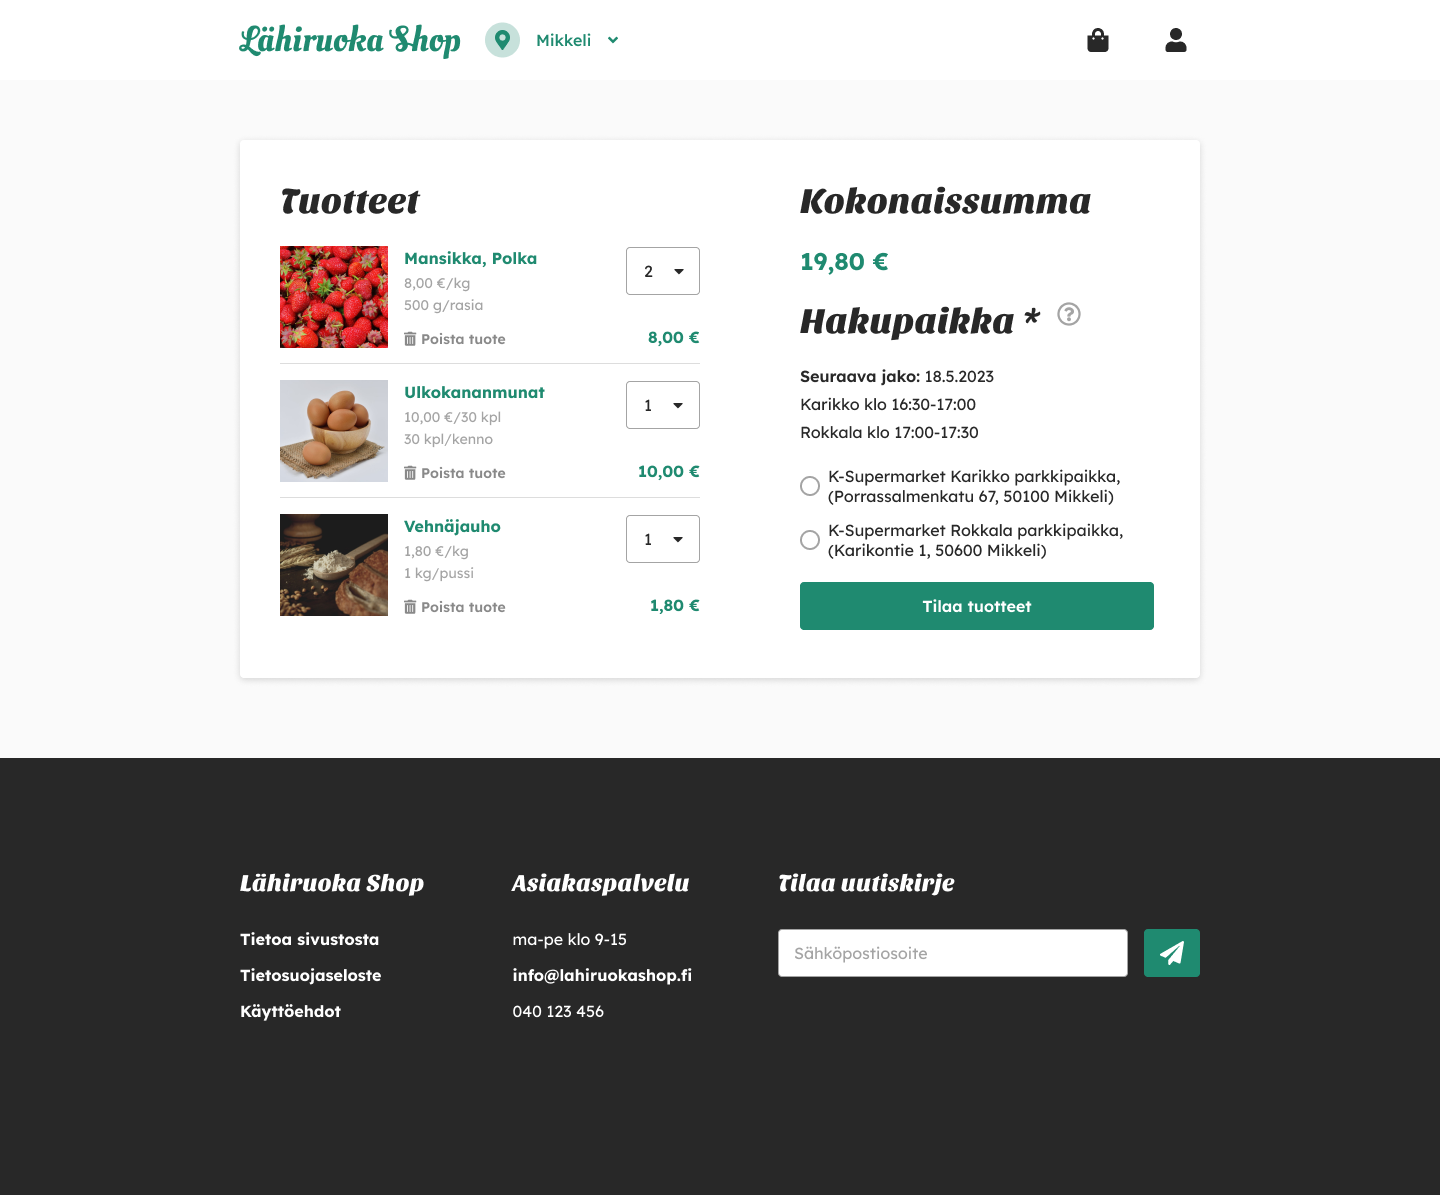 Lähiruoka Shop
Mikkeli
Tuotteet
Mansikka, Polka
2
8,00 €/kg
500 g/rasia
Poista tuote
8,00 €
Ulkokananmunat
1
10,00 €/30 kpl
30 kpl/kenno
Poista tuote
10,00 €
Vehnäjauho
1
1,80 €/kg
1 kg/pussi
Poista tuote
1,80 €
Kokonaissumma
19,80 €
Hakupaikka * ?
Seuraava jako: 18.5.2023
Karikko klo 16:30-17:00
Rokkala klo 17:00-17:30
K-Supermarket Karikko parkkipaikka,
(Porrassalmenkatu 67, 50100 Mikkeli)
K-Supermarket Rokkala parkkipaikka,
(Karikontie 1, 50600 Mikkeli)
Tilaa tuotteet
Lähiruoka Shop
Tietoa sivustosta
Tietosuojaseloste
Käyttöehdot
Asiakaspalvelu
ma-pe klo 9-15
info@lahiruokashop.fi
040 123 456
Tilaa uutiskirje
Sähköpostiosoite